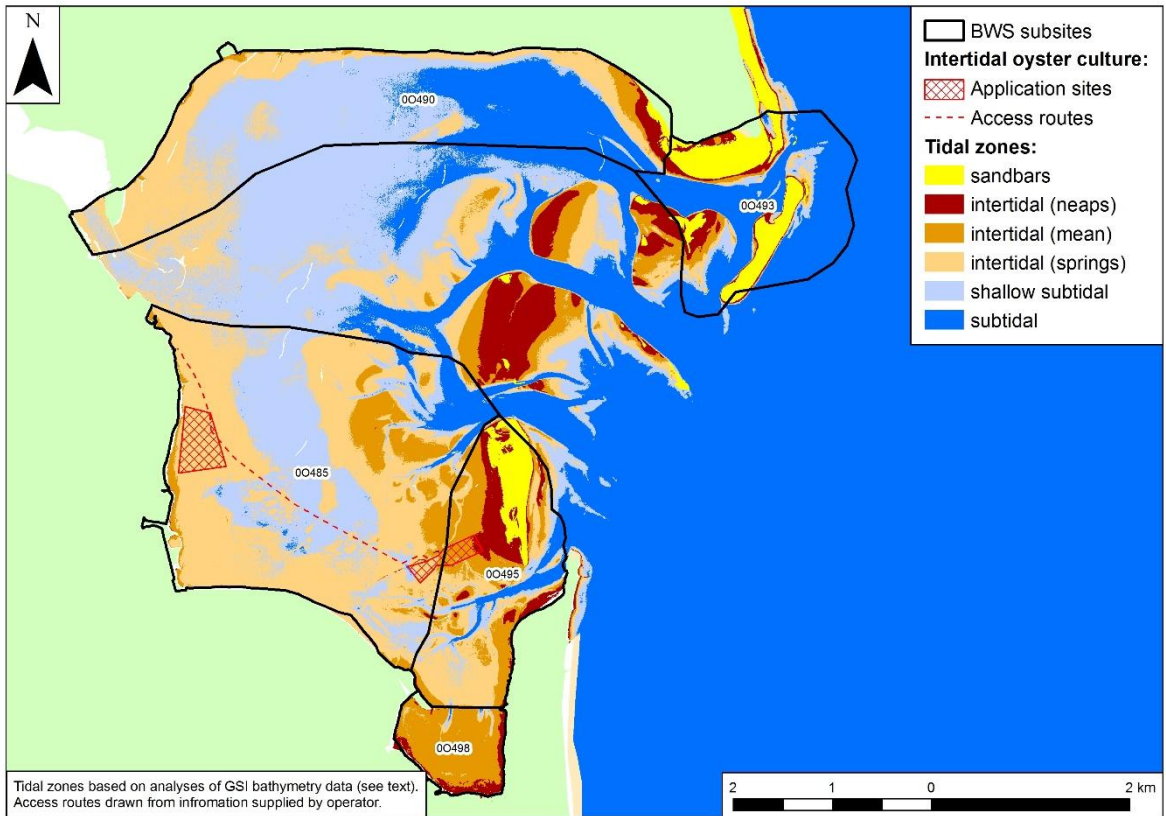 N
BWS subsites
Intertidal oyster culture:
Application sites
Access routes
Tidal zones:
sandbars
intertidal (neaps)
intertidal (mean)
intertidal (springs)
shallow subtidal
subtidal
0O490
0O493
0O485
0O495
0O498
Tidal zones based on analyses of GSI bathymetry data (see text).
Access routes drawn from infromation supplied by operator.
2 1 0 2 km